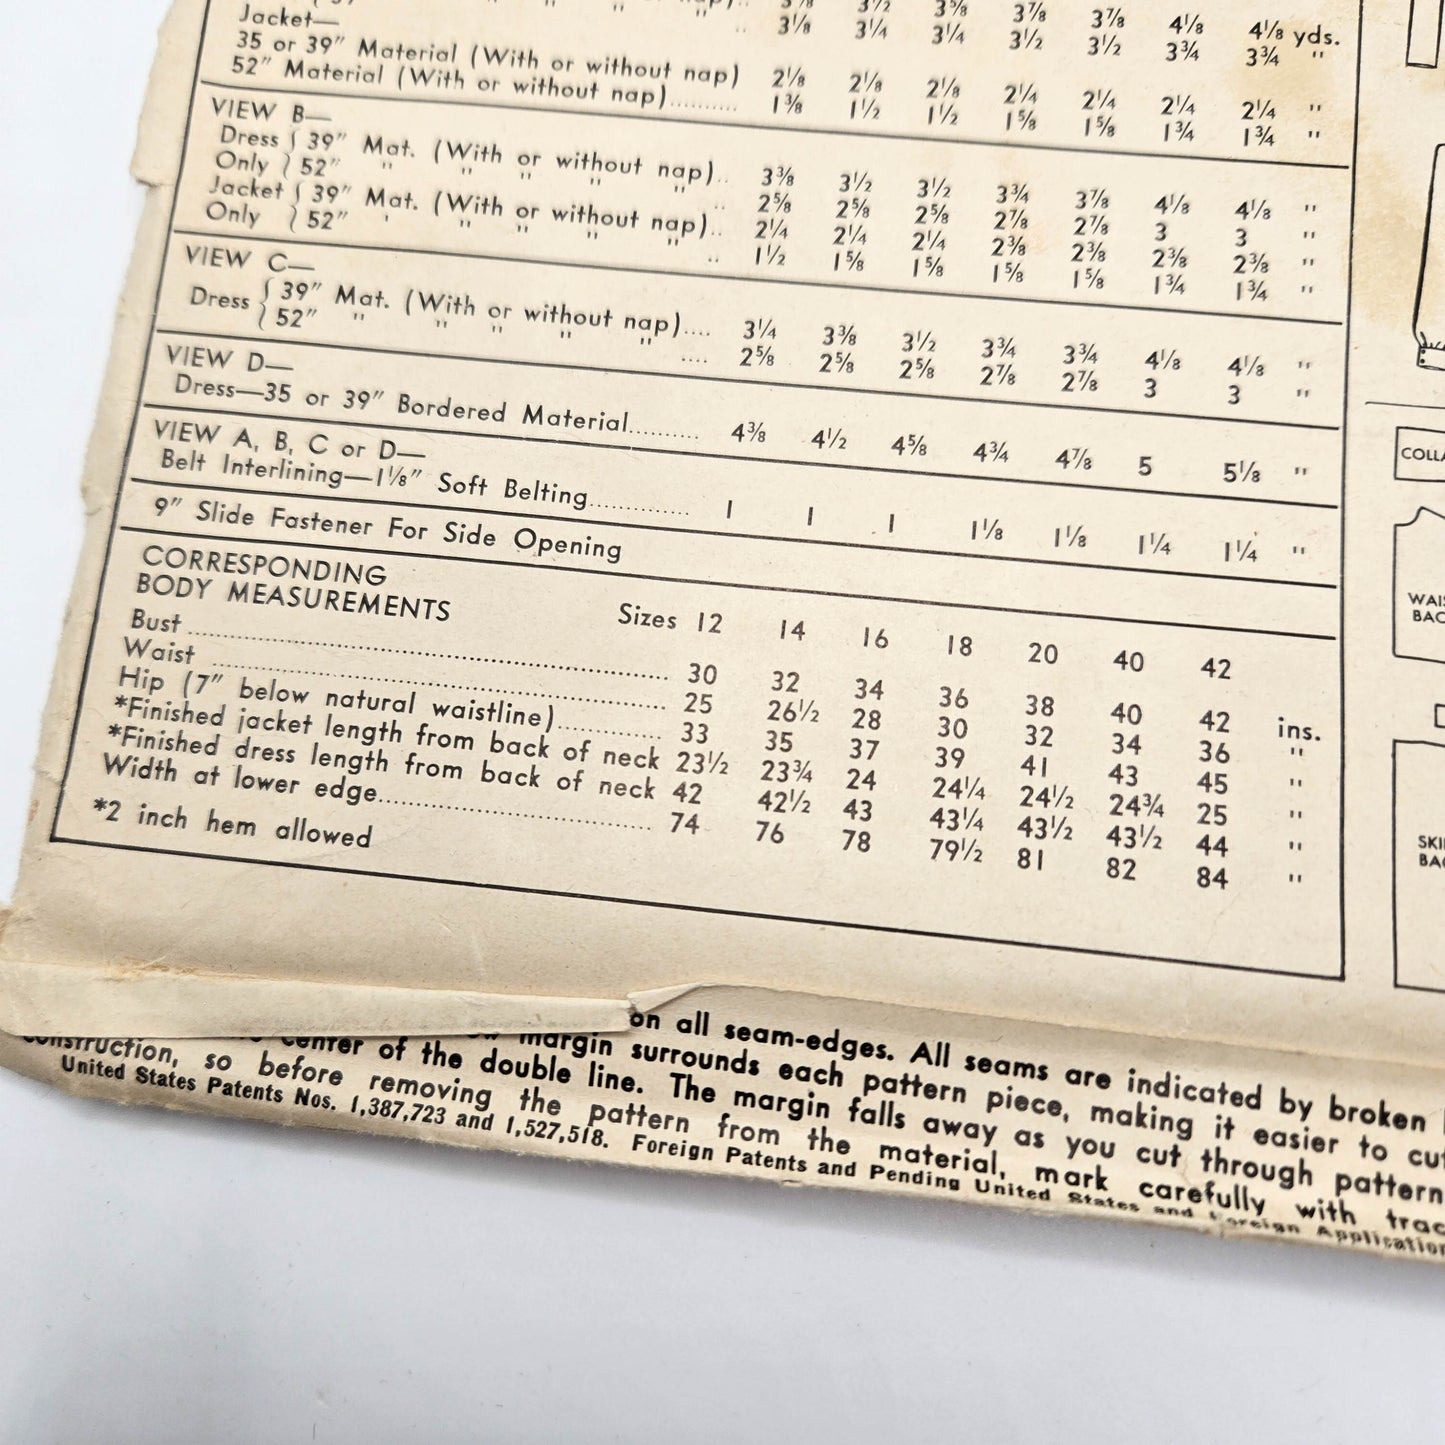 3⅛ 3½ 3⅝ 3⅞ 3⅞ 4⅛ 4⅛ yds.
" " " .. 3⅛ 3¼ 3¼ 3½ 3½ 3¾ 3¾ "
Jacket—
35 or 39" Material (With or without nap) 2⅛ 2⅛ 2⅛ 2¼ 2¼ 2¼ 2¼ "
52" Material (With or without nap).......... 1⅜ 1½ 1½ 1⅝ 1⅝ 1¾ 1¾ "
VIEW B—
Dress { 39" Mat. (With or without nap).. 3⅜ 3½ 3½ 3¾ 3⅞ 4⅛ 4⅛ "
Only } 52" " " " " " .. 2⅝ 2⅝ 2⅝ 2⅞ 2⅞ 3 3 "
Jacket { 39" Mat. (With or without nap).. 2¼ 2¼ 2¼ 2⅜ 2⅜ 2⅜ 2⅜ "
Only } 52" ' " " " " .. 1½ 1⅝ 1⅝ 1⅝ 1⅝ 1¾ 1¾ "
VIEW C—
Dress { 39" Mat. (With or without nap).... 3¼ 3⅜ 3½ 3¾ 3¾ 4⅛ 4⅛ "
} 52" " " " " " .... 2⅝ 2⅝ 2⅝ 2⅞ 2⅞ 3 3 "
VIEW D—
Dress—35 or 39" Bordered Material.......... 4⅜ 4½ 4⅝ 4¾ 4⅞ 5 5⅛ "
VIEW A, B, C or D—
Belt Interlining—1⅛" Soft Belting.............. 1 1 1 1⅛ 1⅛ 1¼ 1¼ "
9" Slide Fastener For Side Opening
CORRESPONDING
BODY MEASUREMENTS Sizes 12 14 16 18 20 40 42
Bust .................... 30 32 34 36 38 40 42 ins.
Waist .................... 25 26½ 28 30 32 34 36 "
Hip (7" below natural waistline)............ 33 35 37 39 41 43 45 "
*Finished jacket length from back of neck 23½ 23¾ 24 24¼ 24½ 24¾ 25 "
*Finished dress length from back of neck 42 42½ 43 43¼ 43½ 43½ 44 "
Width at lower edge.................... 74 76 78 79½ 81 82 84 "
*2 inch hem allowed
COLLA
WAIS
BAC
SKI
BA
on all seam-edges. All seams are indicated by broken
margin surrounds each pattern piece, making it easier to cut
center of the double line. The margin falls away as you cut through pattern
construction, so before removing the pattern from the material, mark carefully with trac
United States Patents Nos. 1,387,723 and 1,527,518. Foreign Patents and Pending United States and Foreign Application